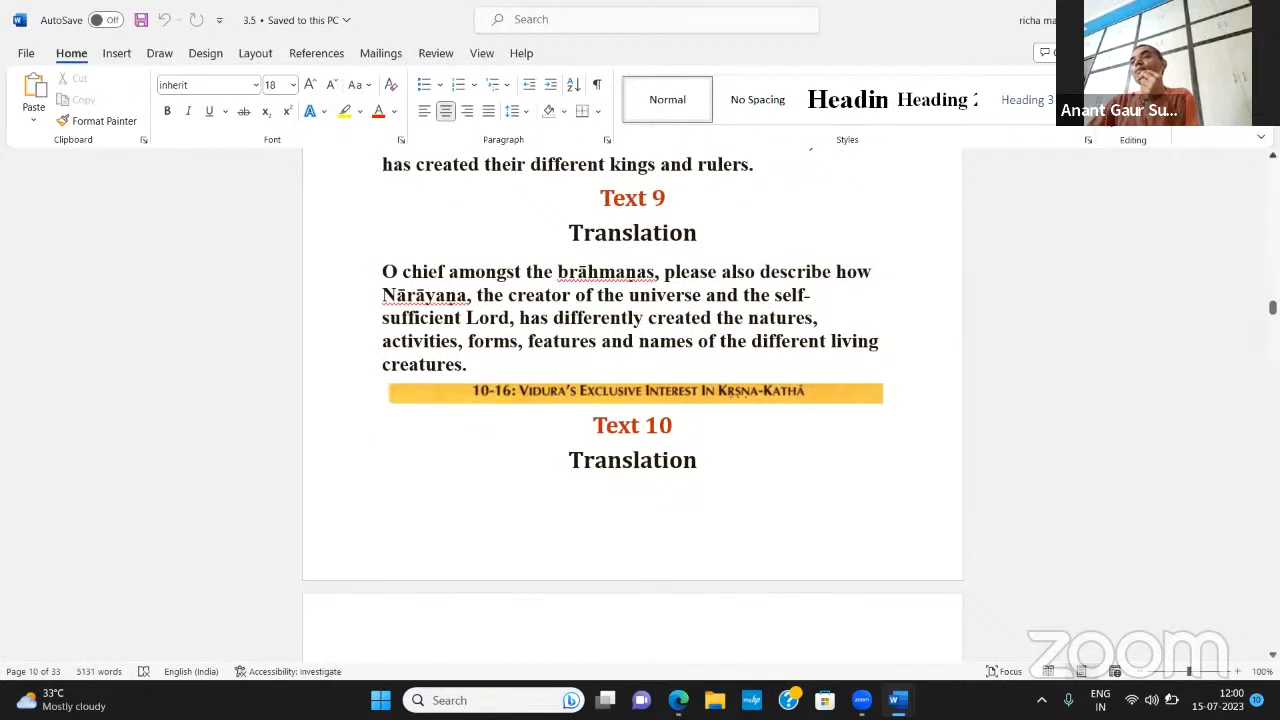 AutoSave Off 3.5 • Saved to this PC Search richa ma
File Home Insert Draw Design Layout References Mailings Review View Help
Paste Cut Copy Format Painter
inherit 18
Normal No Spacing Headin Heading 2 Heading 3
Clipboard Font Paragraph Styles Editing
Anant Gaur Su...
has created their different kings and rulers.
Text 9
Translation
O chief amongst the brāhmaṇas, please also describe how
Nārāyaṇa, the creator of the universe and the self-
sufficient Lord, has differently created the natures,
activities, forms, features and names of the different living
creatures.
10-16: VIDURA'S EXCLUSIVE INTEREST IN KṚṢṆA-KATHĀ
Text 10
Translation
zoom
Page 10 of 33 5131 words English (India) Accessibility: Investigate Focus 100%
33°C
Mostly cloudy
Search
ENG
IN
12:00
15-07-2023
10